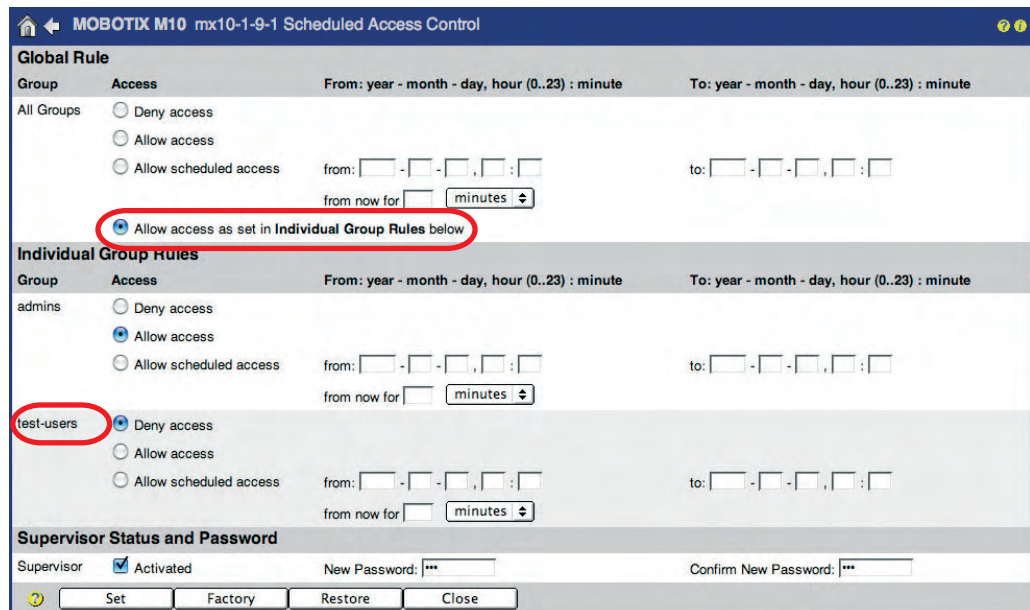 MOBOTIX M10 mx10-1-9-1 Scheduled Access Control
Global Rule
Group Access From: year - month - day, hour (0..23) : minute To: year - month - day, hour (0..23) : minute
All Groups Deny access
Allow access
Allow scheduled access from: - - , : to: - - , :
from now for minutes
Allow access as set in Individual Group Rules below
Individual Group Rules
Group Access From: year - month - day, hour (0..23) : minute To: year - month - day, hour (0..23) : minute
admins Deny access
Allow access
Allow scheduled access from: - - , : to: - - , :
from now for minutes
test-users Deny access
Allow access
Allow scheduled access from: - - , : to: - - , :
from now for minutes
Supervisor Status and Password
Supervisor Activated New Password: ••• Confirm New Password: •••
? Set Factory Restore Close